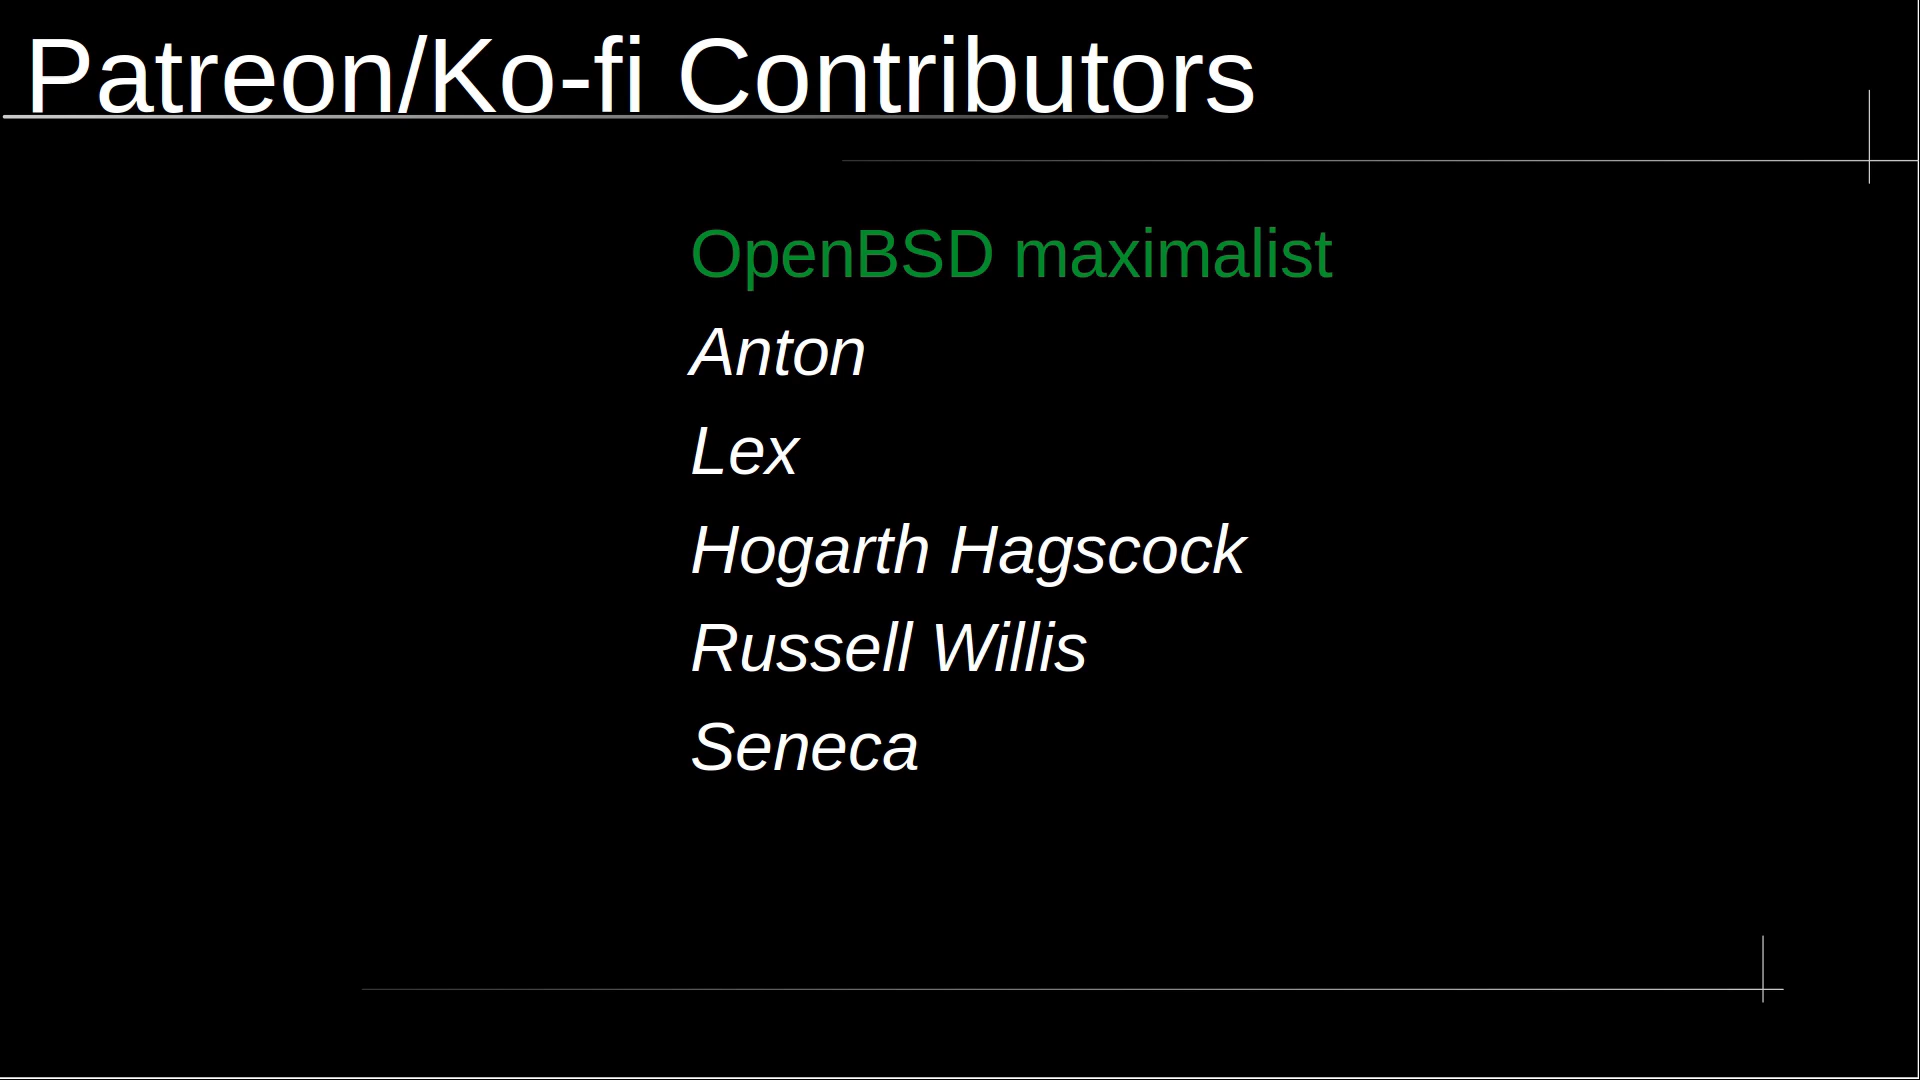 Patreon/Ko-fi Contributors
OpenBSD maximalist
Anton
Lex
Hogarth Hagscock
Russell Willis
Seneca